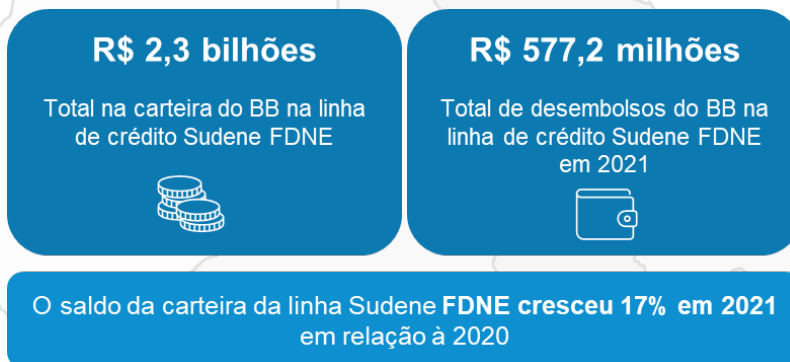 R$ 2,3 bilhões
Total na carteira do BB na linha
de crédito Sudene FDNE
R$ 577,2 milhões
Total de desembolsos do BB na
linha de crédito Sudene FDNE
em 2021
O saldo da carteira da linha Sudene FDNE cresceu 17% em 2021
em relação à 2020